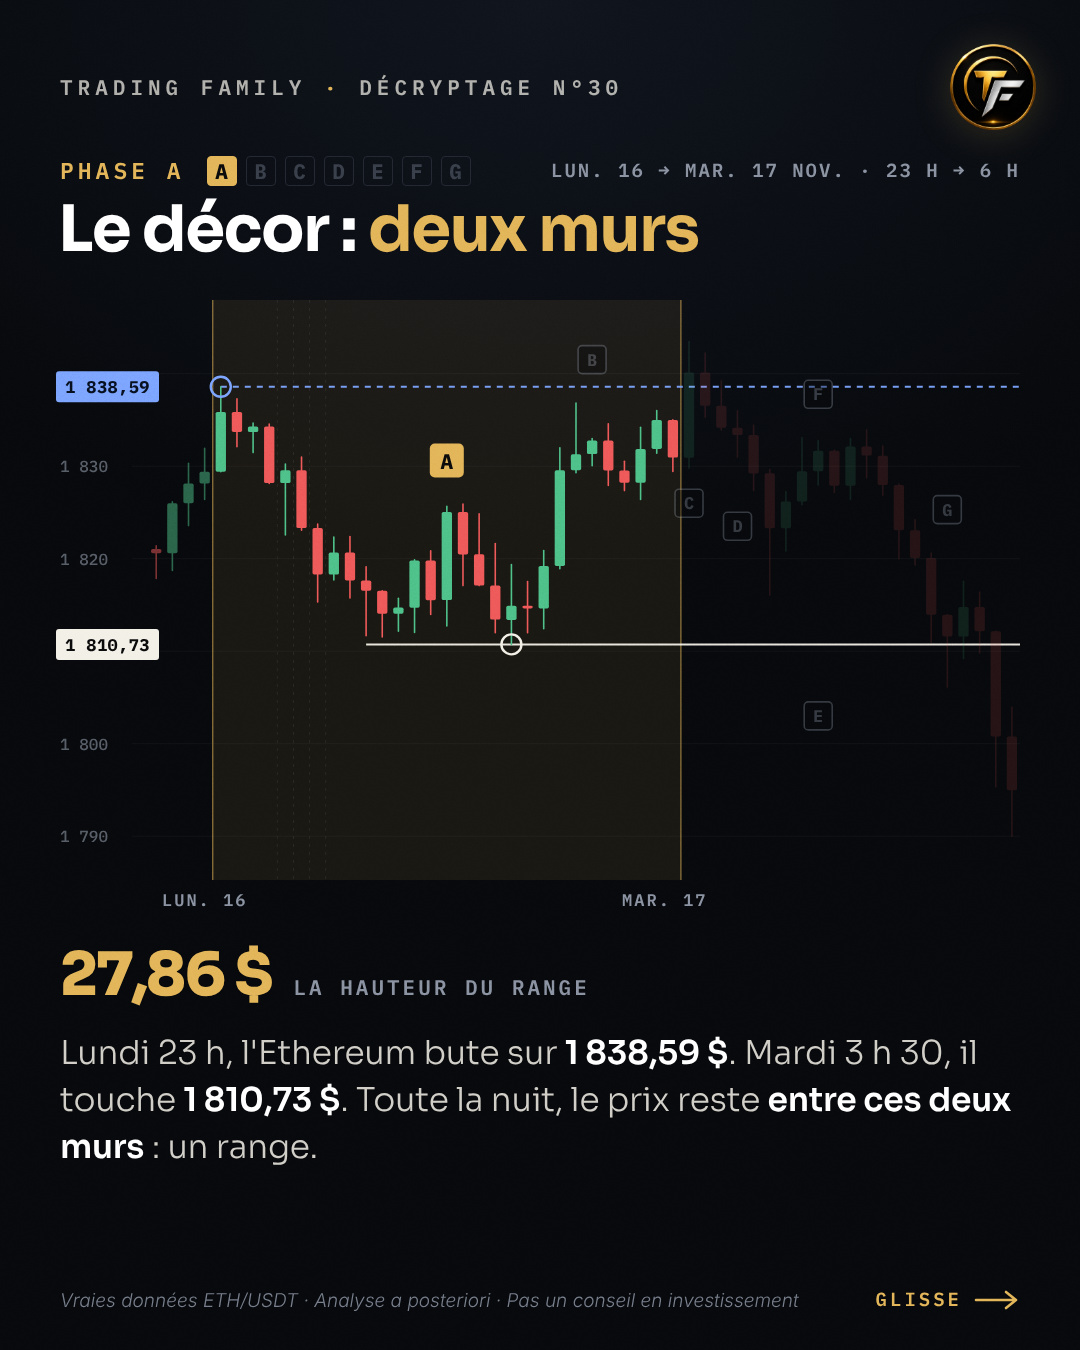 TRADING FAMILY · DÉCRYPTAGE N°30
TF
PHASE A A B C D E F G
LUN. 16 → MAR. 17 NOV. · 23 H → 6 H
Le décor : deux murs
B
1 838,59
F
A
1 830
C
G
D
1 820
1 810,73
E
1 800
1 790
LUN. 16
MAR. 17
27,86 $ LA HAUTEUR DU RANGE
Lundi 23 h, l'Ethereum bute sur 1 838,59 $. Mardi 3 h 30, il
touche 1 810,73 $. Toute la nuit, le prix reste entre ces deux
murs : un range.
Vraies données ETH/USDT · Analyse a posteriori · Pas un conseil en investissement
GLISSE →